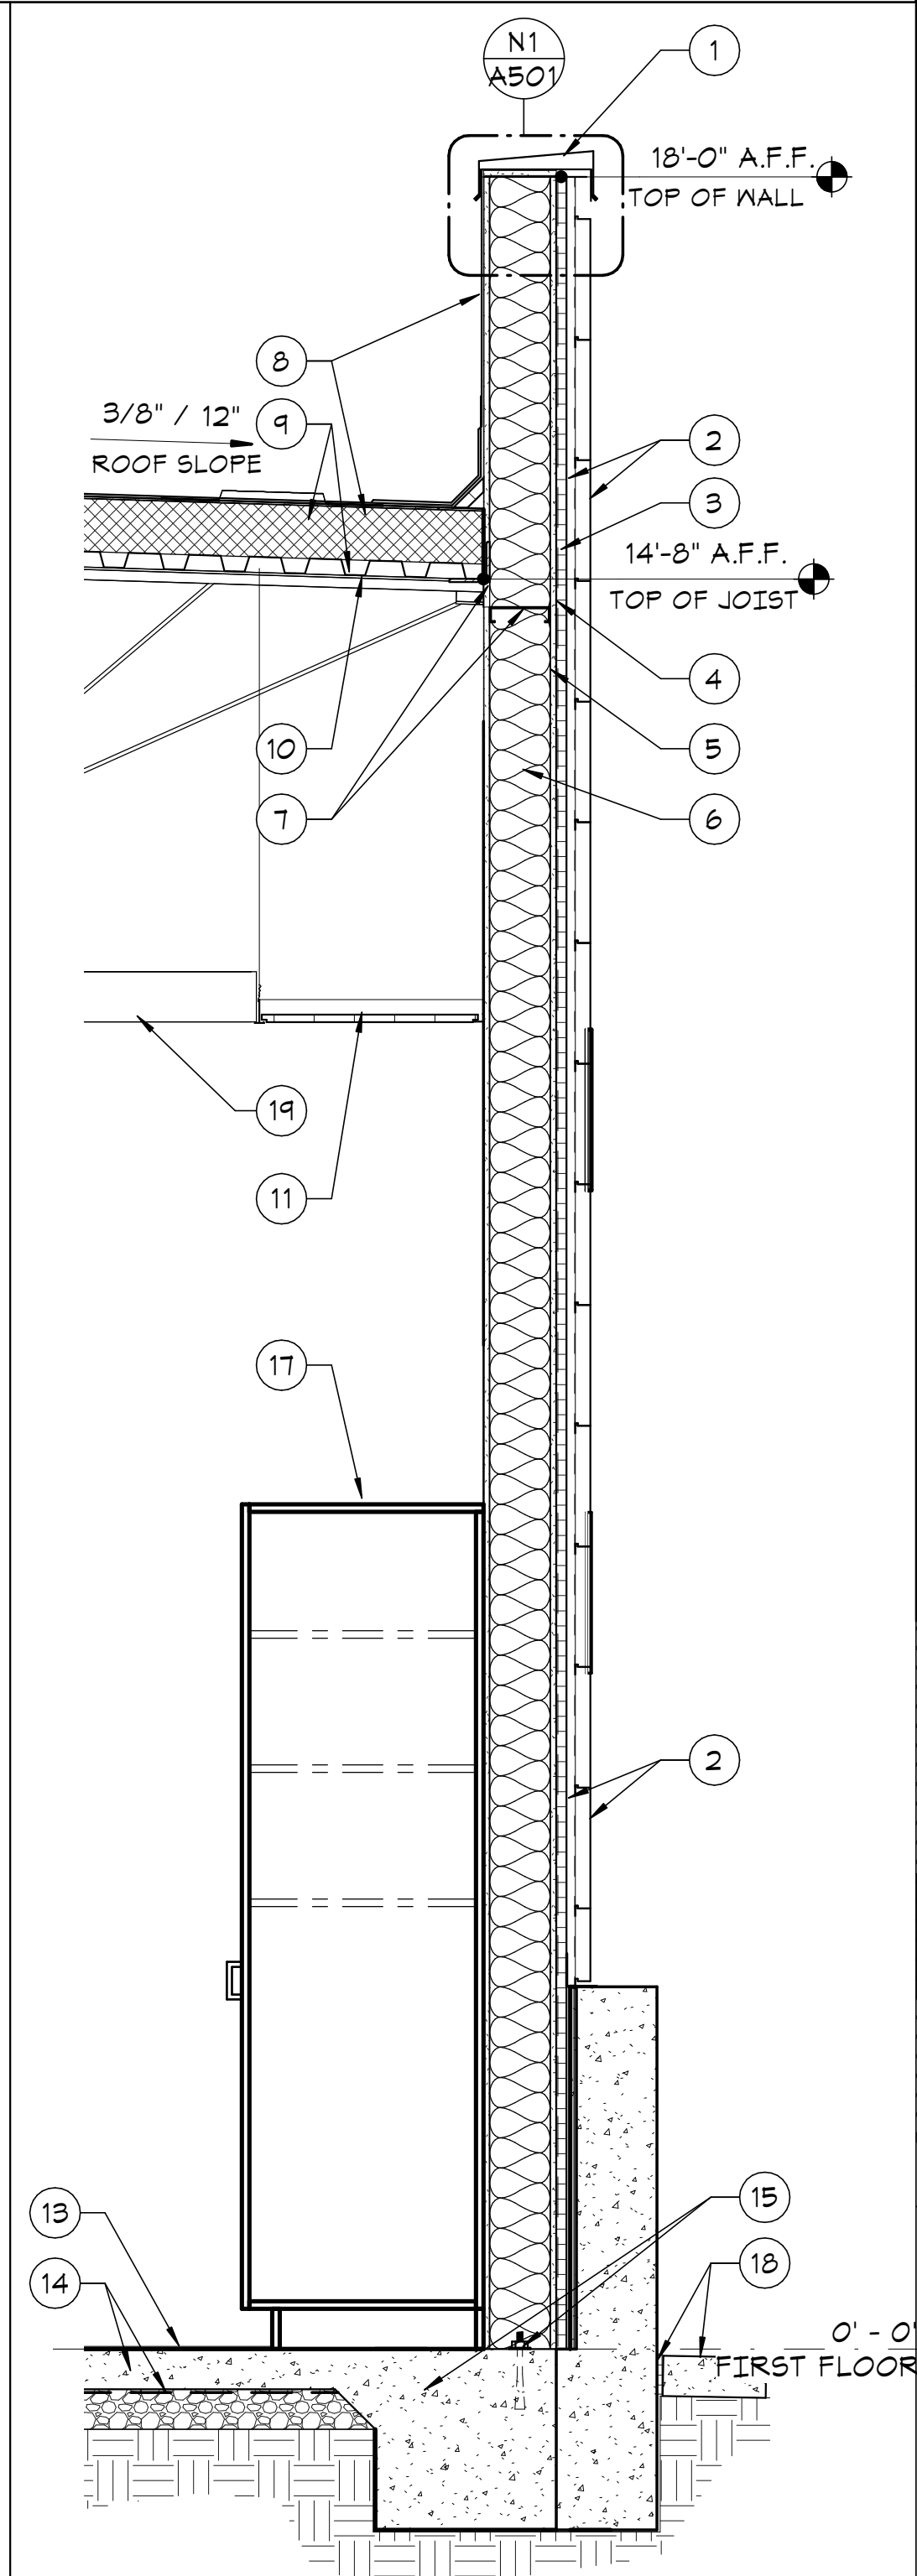 N1
A501
1
18'-0" A.F.F.
TOP OF WALL
8
3/8" / 12"
9
ROOF SLOPE
2
3
14'-8" A.F.F.
TOP OF JOIST
4
10
5
7
6
19
11
17
2
13
15
14
18
0' - 0"
FIRST FLOOR